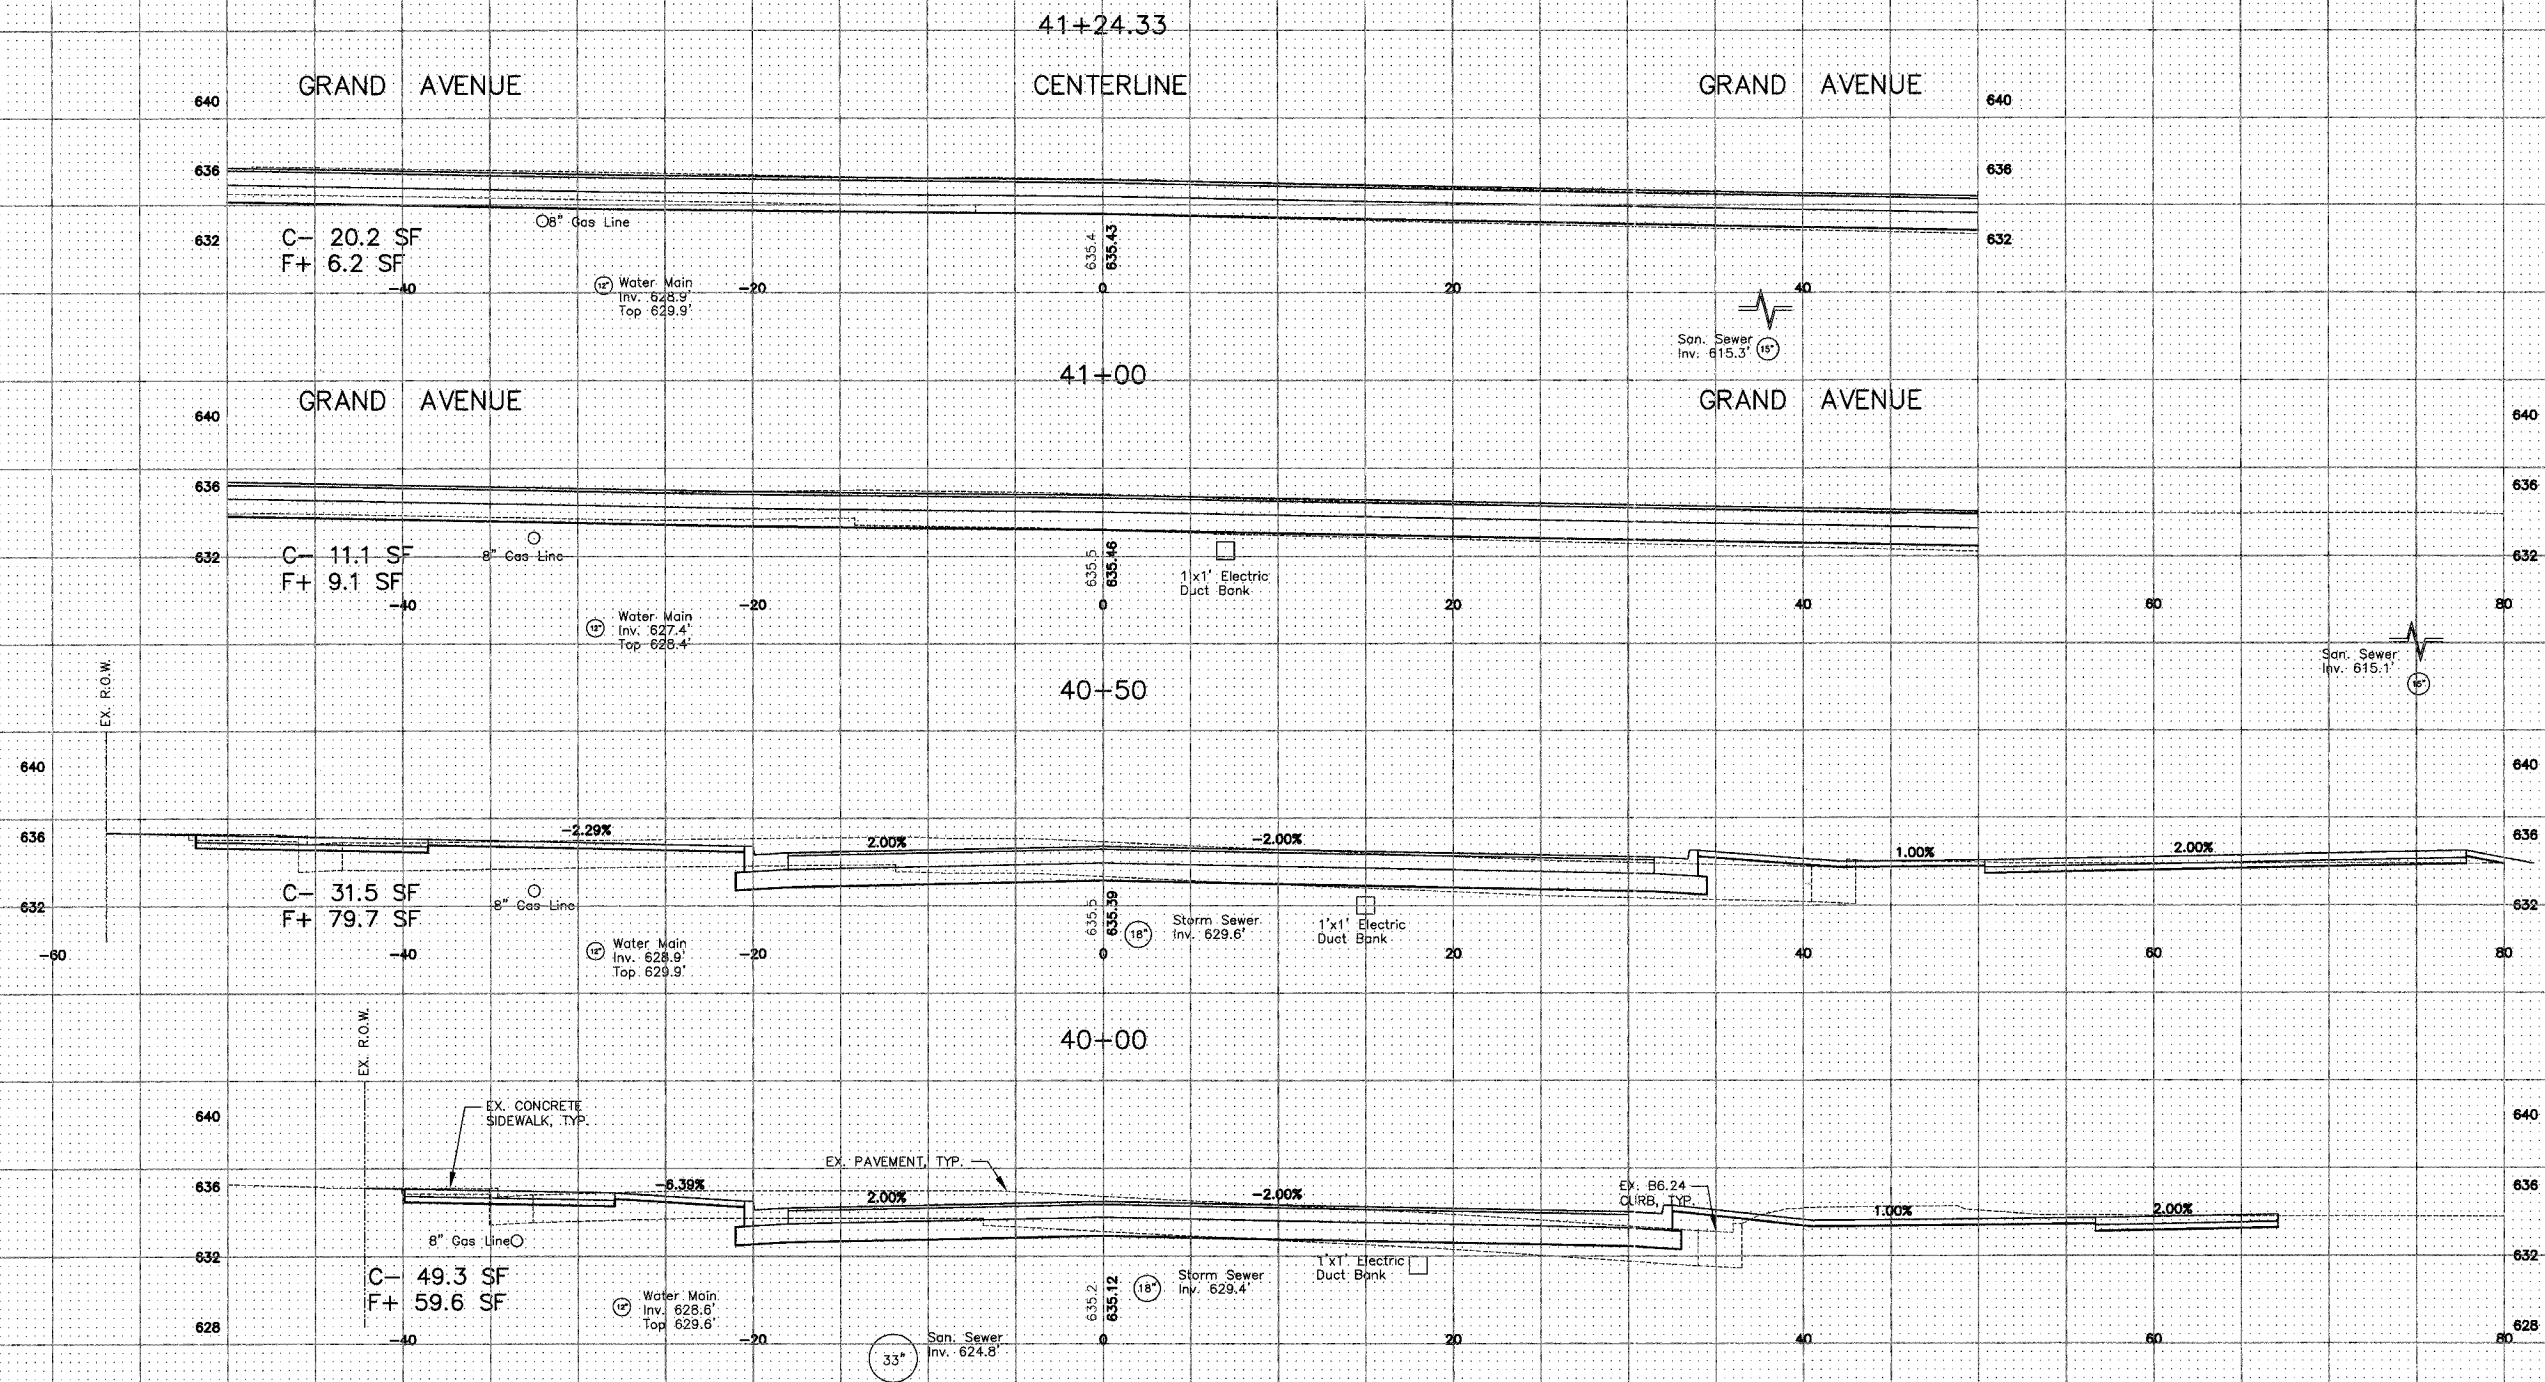 41+24.33
GRAND AVENUE CENTERLINE GRAND AVENUE
640 640
636 636
8" Gas Line
632 632
C- 20.2 SF
F+ 6.2 SF
635.4
635.43
-40 -20 0 20 40
12" Water Main
Inv. 628.9'
Top 629.9'
San. Sewer
Inv. 615.3' 15"
41+00
GRAND AVENUE GRAND AVENUE
640 640
636 636
632 632
C- 11.1 SF
F+ 9.1 SF
8" Gas Line
635.5
635.46
1'x1' Electric
Duct Bank
-40 -20 0 20 40 60 80
12" Water Main
Inv. 627.4'
Top 628.4'
San. Sewer
Inv. 615.1'
15"
EX. R.O.W.
40+50
640 640
636 636
-2.29% 2.00% -2.00% 1.00% 2.00%
632 632
C- 31.5 SF
F+ 79.7 SF
8" Gas Line
635.5
635.39
18" Storm Sewer
Inv. 629.6'
1'x1' Electric
Duct Bank
12" Water Main
Inv. 628.9'
Top 629.9'
-60 -40 -20 0 20 40 60 80
EX. R.O.W.
40+00
640 640
EX. CONCRETE
SIDEWALK, TYP.
EX. PAVEMENT, TYP.
EX. B6.24
CURB, TYP.
636 636
-6.39% 2.00% -2.00% 1.00% 2.00%
8" Gas Line
632 632
C- 49.3 SF
F+ 59.6 SF
635.2
635.12
18" Storm Sewer
Inv. 629.4'
1'x1' Electric
Duct Bank
12" Water Main
Inv. 628.6'
Top 629.6'
628 628
-40 -20 0 20 40 60 80
33" San. Sewer
Inv. 624.8'